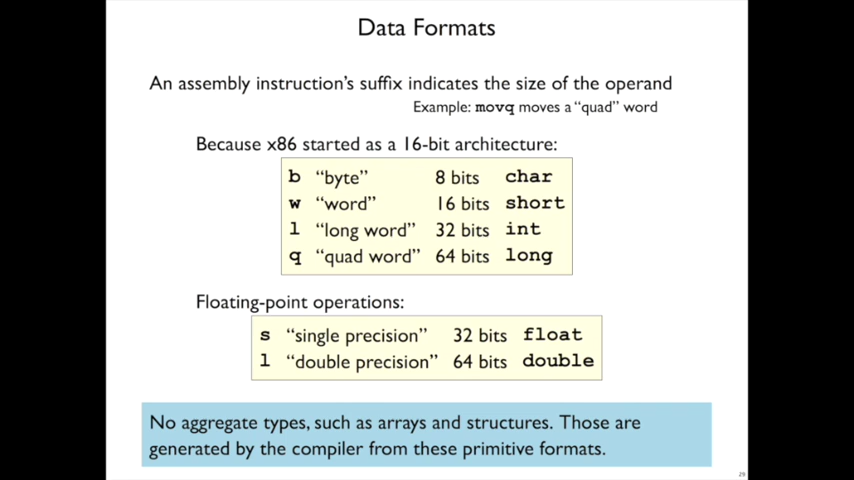 Data Formats
An assembly instruction’s suffix indicates the size of the operand
Example: movq moves a “quad” word
Because x86 started as a 16-bit architecture:
b “byte” 8 bits char
w “word” 16 bits short
l “long word” 32 bits int
q “quad word” 64 bits long
Floating-point operations:
s “single precision” 32 bits float
l “double precision” 64 bits double
No aggregate types, such as arrays and structures. Those are
generated by the compiler from these primitive formats.
29